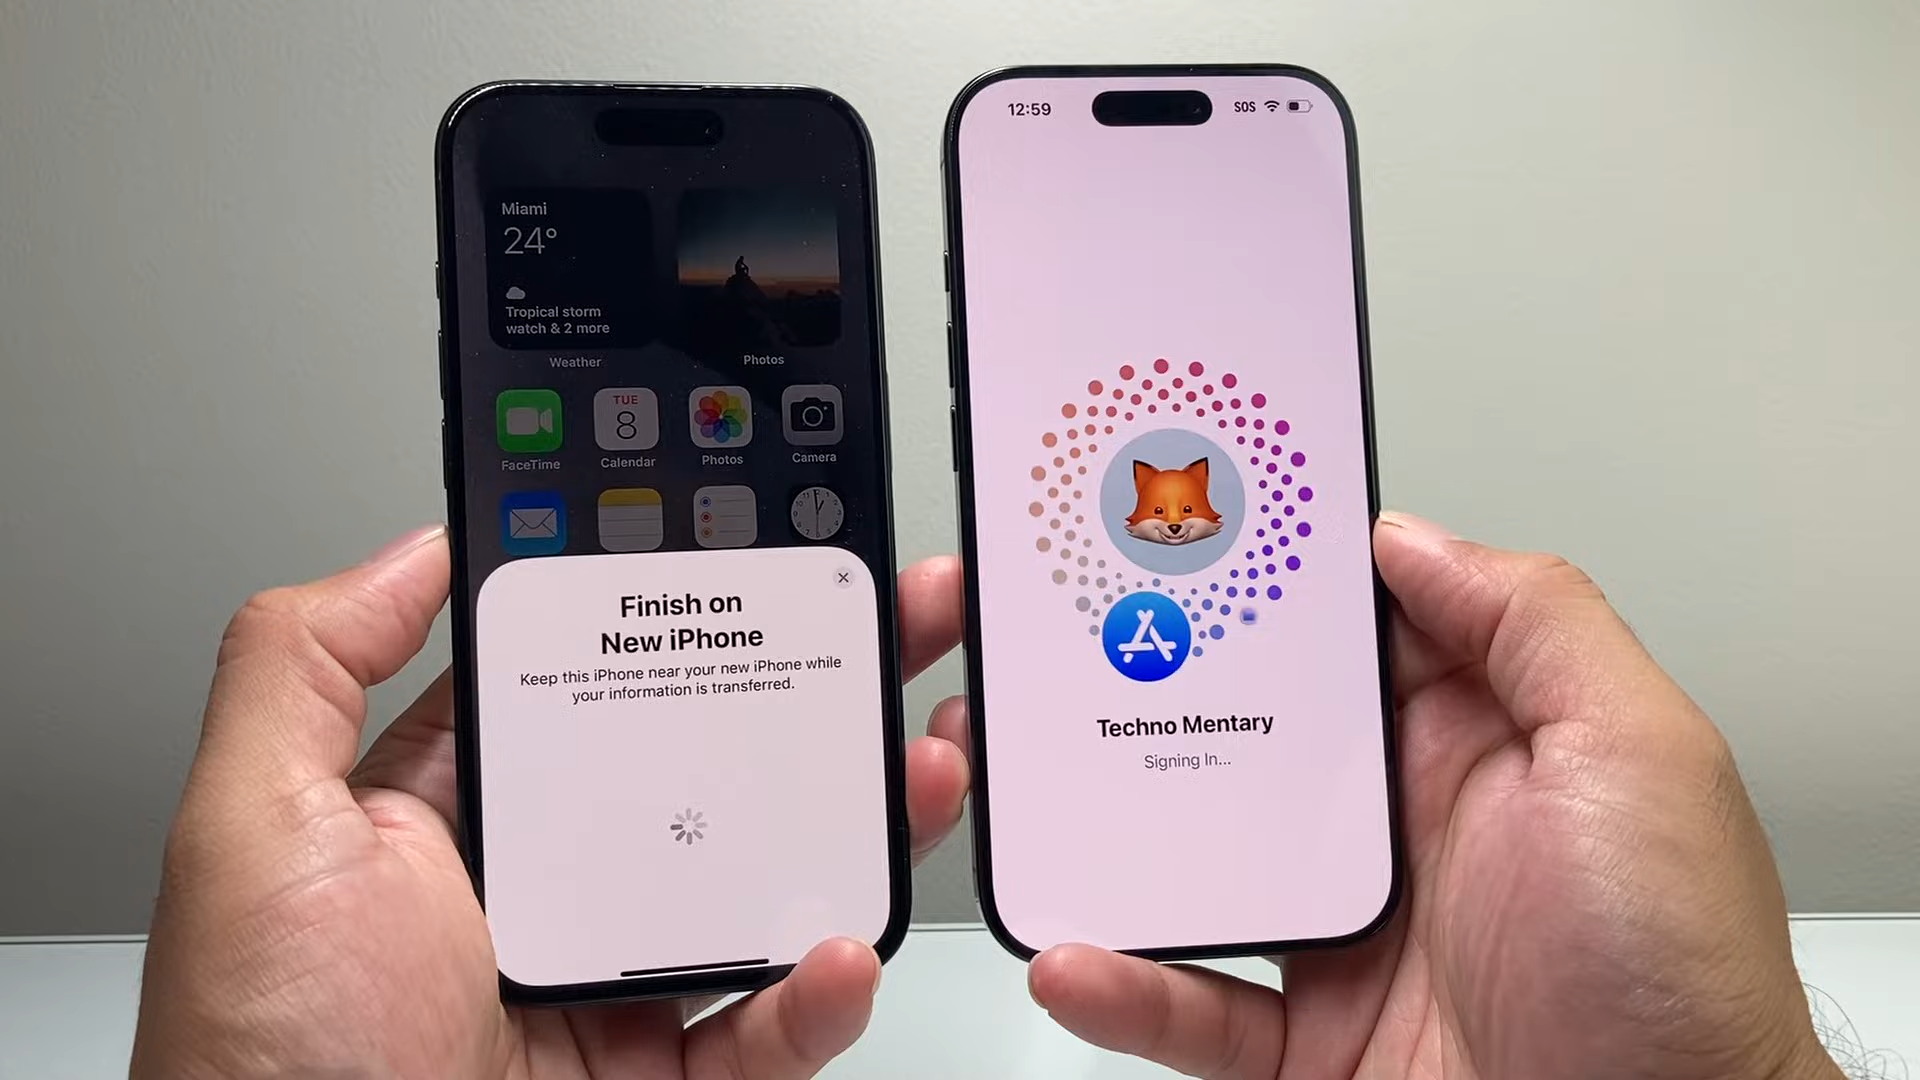 Miami
24°
Tropical storm
watch & 2 more
Weather
Photos
TUE
8
FaceTime
Calendar
Photos
Camera
Finish on
New iPhone
Keep this iPhone near your new iPhone while
your information is transferred.
12:59
SOS
Techno Mentary
Signing In...